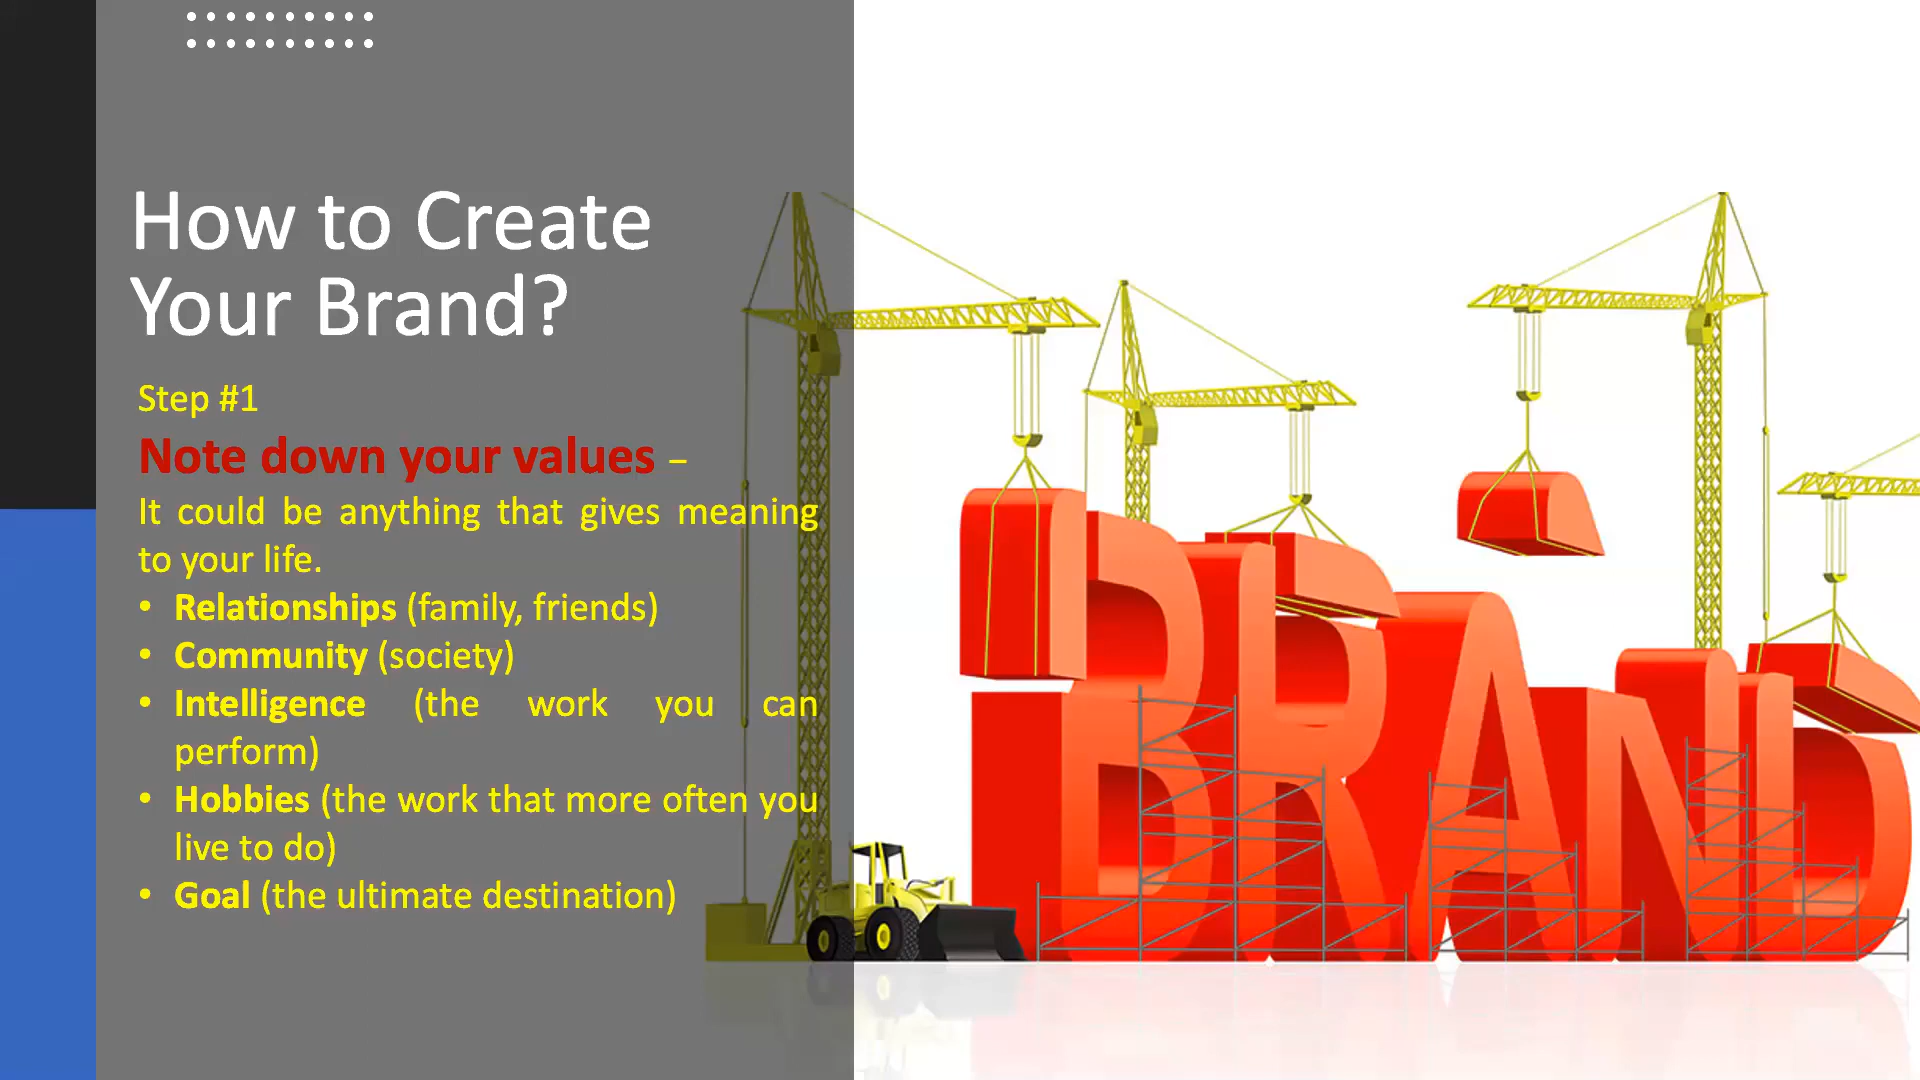 How to Create
Your Brand?
Step #1
Note down your values –
It could be anything that gives meaning
to your life.
• Relationships (family, friends)
• Community (society)
• Intelligence (the work you can
perform)
• Hobbies (the work that more often you
live to do)
• Goal (the ultimate destination)
BRAND